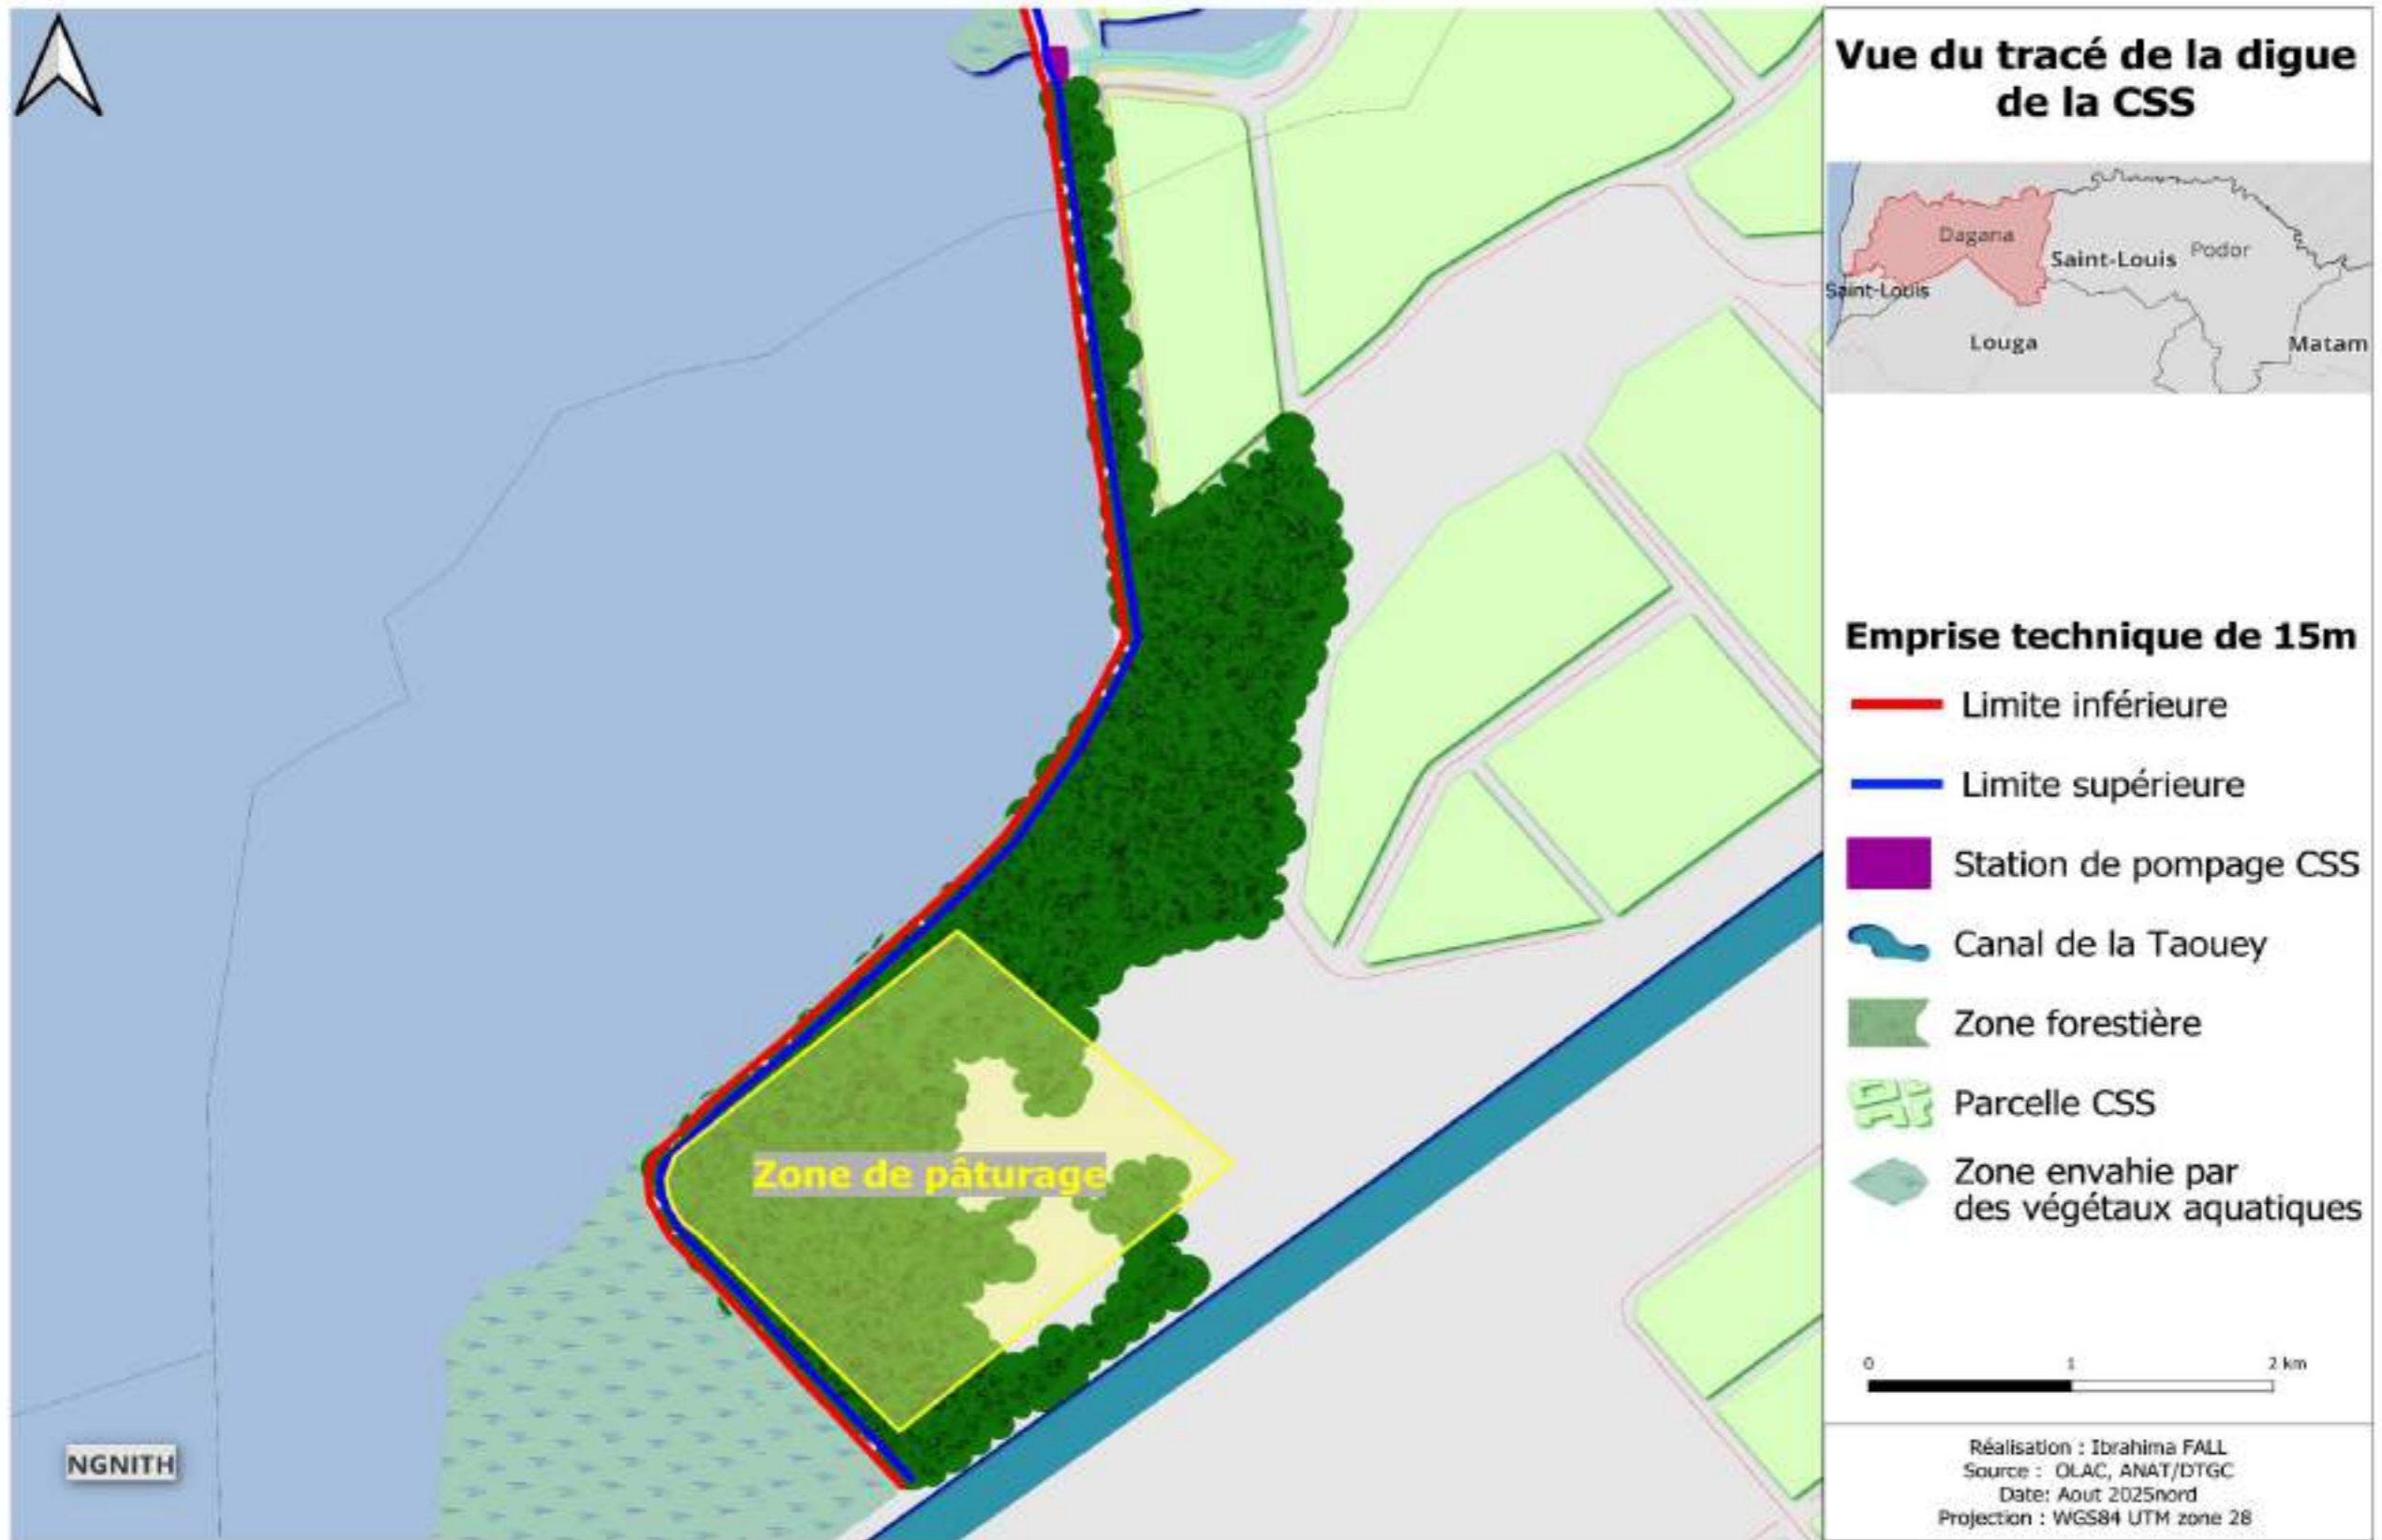 Vue du tracé de la digue
de la CSS
Dagana
Saint-Louis
Podor
Saint-Louis
Louga
Matam
Emprise technique de 15m
Limite inférieure
Limite supérieure
Station de pompage CSS
Canal de la Taouey
Zone forestière
Parcelle CSS
Zone envahie par
des végétaux aquatiques
Zone de pâturage
NGNITH
0 1 2 km
Réalisation : Ibrahima FALL
Source : OLAC, ANAT/DTGC
Date: Aout 2025nord
Projection : WGS84 UTM zone 28